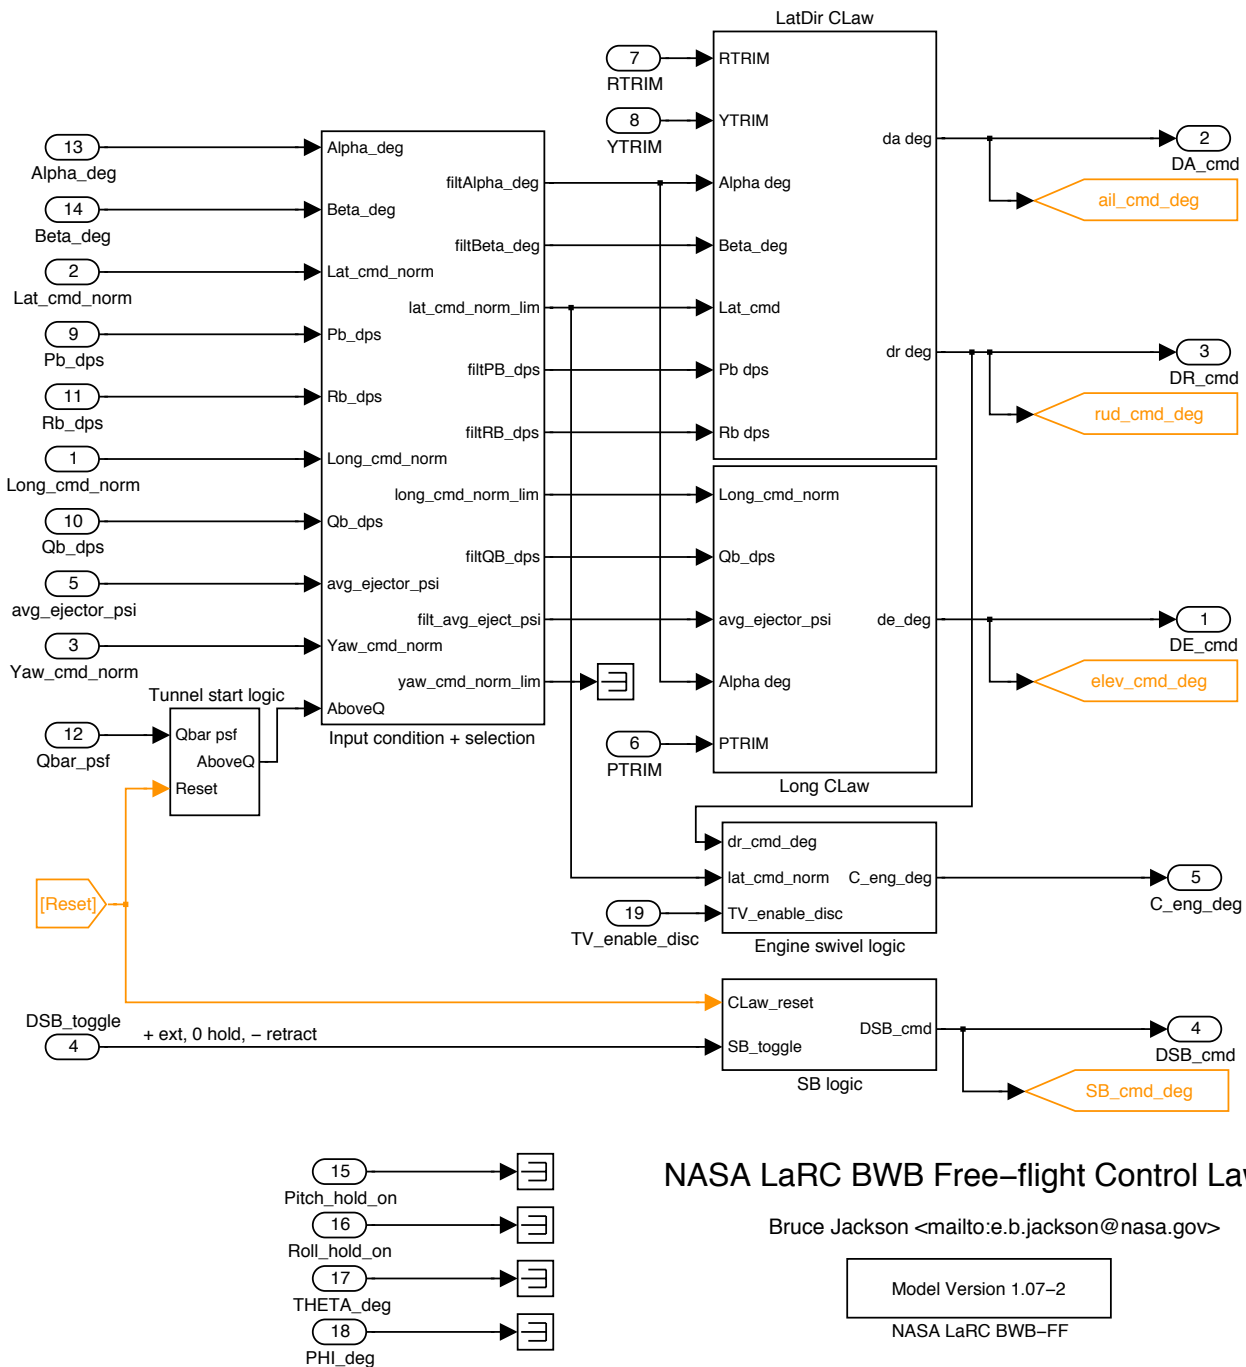 LatDir CLaw
7
RTRIM
RTRIM
8
YTRIM
YTRIM
13
Alpha_deg
Alpha_deg
filtAlpha_deg
Alpha deg
da deg
2
DA_cmd
ail_cmd_deg
14
Beta_deg
Beta_deg
filtBeta_deg
Beta_deg
2
Lat_cmd_norm
Lat_cmd_norm
lat_cmd_norm_lim
Lat_cmd
9
Pb_dps
Pb_dps
filtPB_dps
Pb dps
dr deg
3
DR_cmd
rud_cmd_deg
11
Rb_dps
Rb_dps
filtRB_dps
Rb dps
1
Long_cmd_norm
Long_cmd_norm
long_cmd_norm_lim
Long_cmd_norm
10
Qb_dps
Qb_dps
filtQB_dps
Qb_dps
5
avg_ejector_psi
avg_ejector_psi
filt_avg_eject_psi
avg_ejector_psi
de_deg
1
DE_cmd
elev_cmd_deg
3
Yaw_cmd_norm
Yaw_cmd_norm
yaw_cmd_norm_lim
Alpha deg
Tunnel start logic
AboveQ
Input condition + selection
12
Qbar_psf
Qbar psf
AboveQ
Reset
6
PTRIM
PTRIM
Long CLaw
dr_cmd_deg
lat_cmd_norm
C_eng_deg
TV_enable_disc
5
C_eng_deg
19
TV_enable_disc
Engine swivel logic
[Reset]
CLaw_reset
DSB_cmd
SB_toggle
SB logic
DSB_toggle
4
+ ext, 0 hold, − retract
4
DSB_cmd
SB_cmd_deg
15
Pitch_hold_on
16
Roll_hold_on
17
THETA_deg
18
PHI_deg
NASA LaRC BWB Free−flight Control La
Bruce Jackson <mailto:e.b.jackson@nasa.gov>
Model Version 1.07−2
NASA LaRC BWB−FF